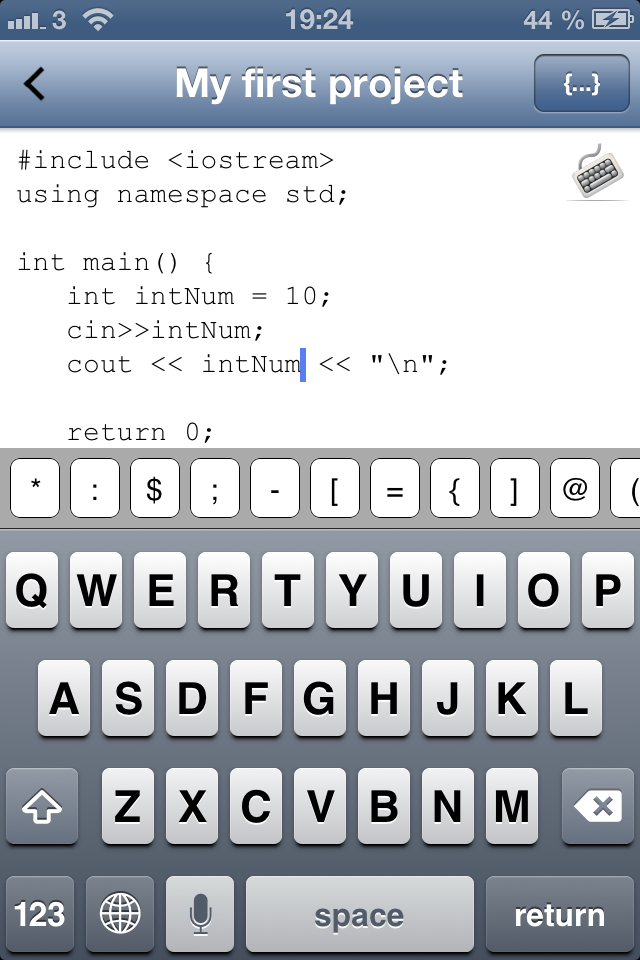 3 19:24 44 %
My first project {...}
#include <iostream>
using namespace std;
int main() {
int intNum = 10;
cin>>intNum;
cout << intNum << "\n";
return 0;
* : $ ; - [ = { ] @ (
Q W E R T Y U I O P
A S D F G H J K L
Z X C V B N M
123 space return